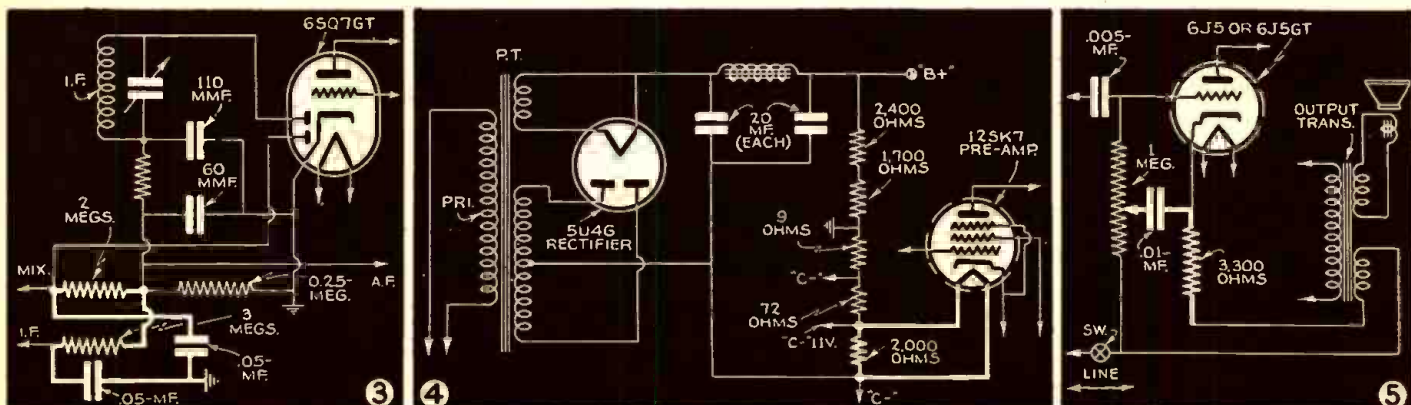 6SQ7GT
I.F.
110
MMF.
60
MMF.
2
MEGS.
MIX.
0.25-
MEG.
A.F.
3
MEGS.
I.F.
.05-
MF.
.05-MF.
3
P.T.
PRI.
5U4G
RECTIFIER
20
MF.
(EACH)
"B+"
2,400
OHMS
1,700
OHMS
9
OHMS
"C-"
72
OHMS
"C-"11V.
2,000
OHMS
"C-"
12SK7
PRE-AMP.
4
6J5 OR 6J5GT
.005-
MF.
OUTPUT
TRANS.
1
MEG.
.01-
MF.
3,300
OHMS
SW.
LINE
5